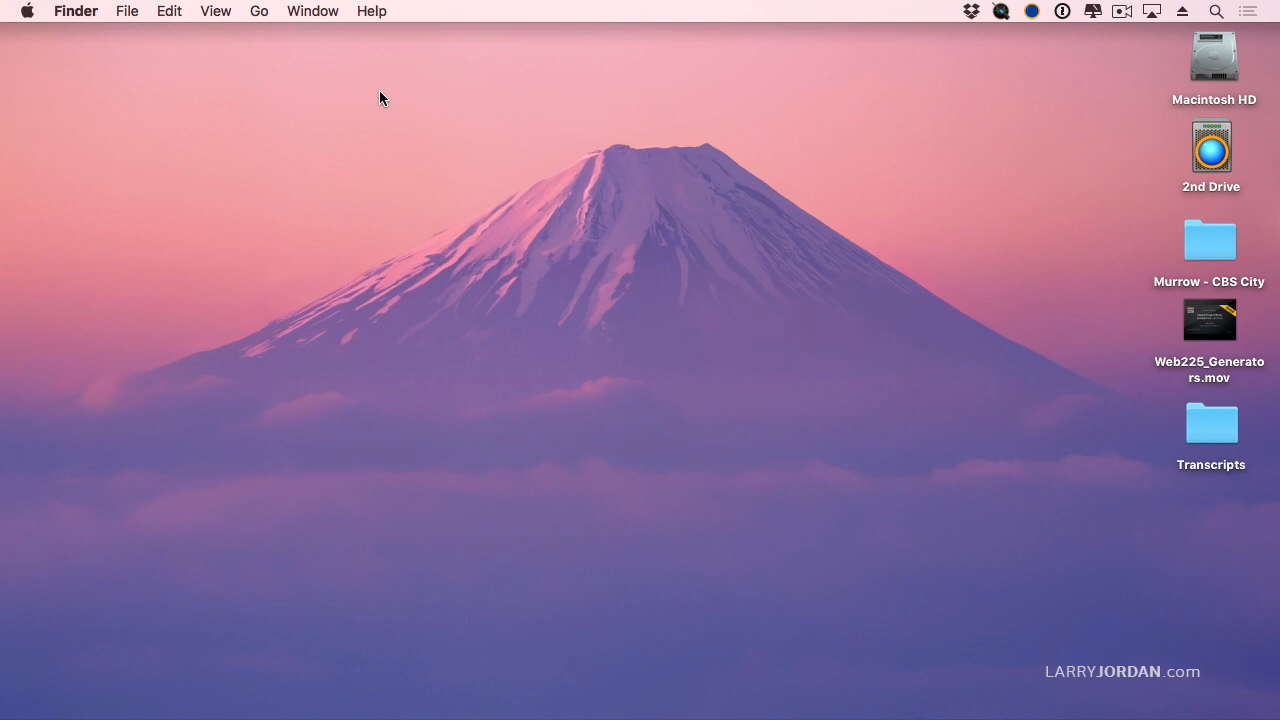 Finder File Edit View Go Window Help
Macintosh HD
2nd Drive
Murrow - CBS City
Web225_Generato
rs.mov
Transcripts
LARRYJORDAN.com